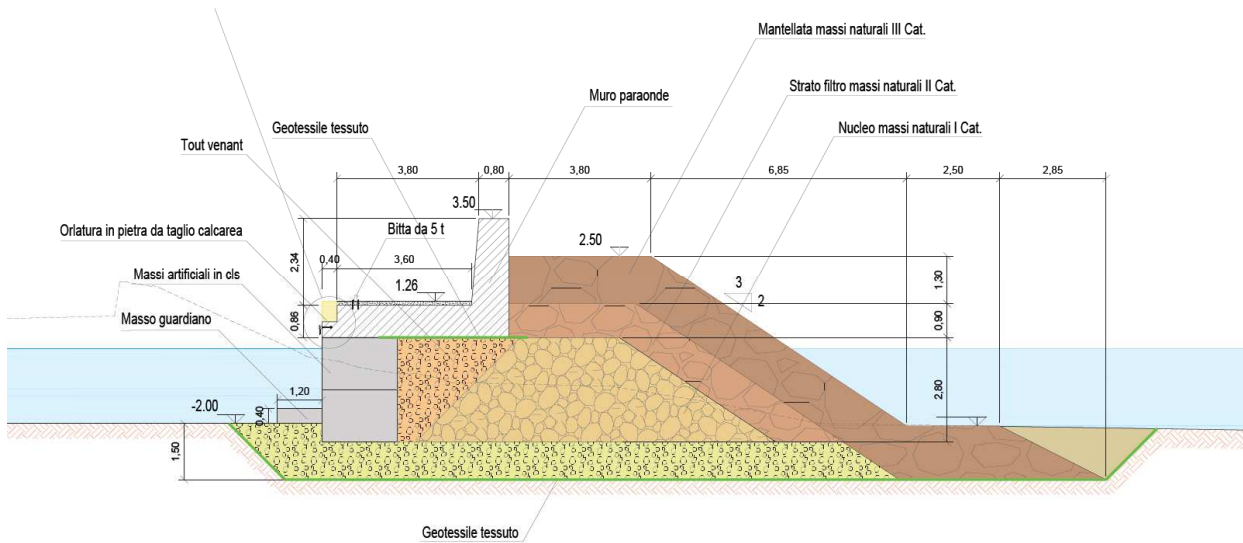 Mantellata massi naturali III Cat.
Strato filtro massi naturali II Cat.
Muro paraonde
Nucleo massi naturali I Cat.
Geotessile tessuto
Tout venant
3,80 0,80 3,80 6,85 2,50 2,85
3.50
Orlatura in pietra da taglio calcarea
Bitta da 5 t
2.50
2,34
0,40 3,60
1,30
Massi artificiali in cls
1.26
3
2
Masso guardiano
0,86
0,90
1,20
2,80
-2.00
0,40
1,50
Geotessile tessuto